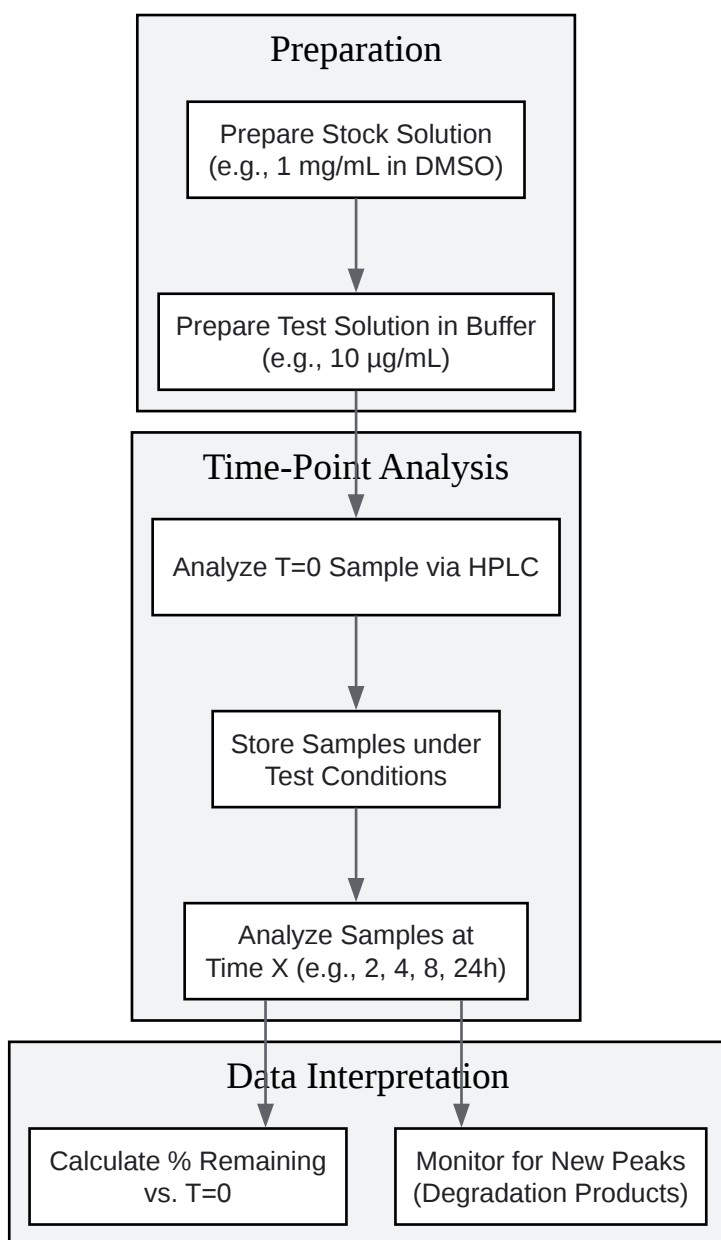 Preparation
Prepare Stock Solution
(e.g., 1 mg/mL in DMSO)
Prepare Test Solution in Buffer
(e.g., 10 µg/mL)
Time-Point Analysis
Analyze T=0 Sample via HPLC
Store Samples under
Test Conditions
Analyze Samples at
Time X (e.g., 2, 4, 8, 24h)
Data Interpretation
Calculate % Remaining
vs. T=0
Monitor for New Peaks
(Degradation Products)